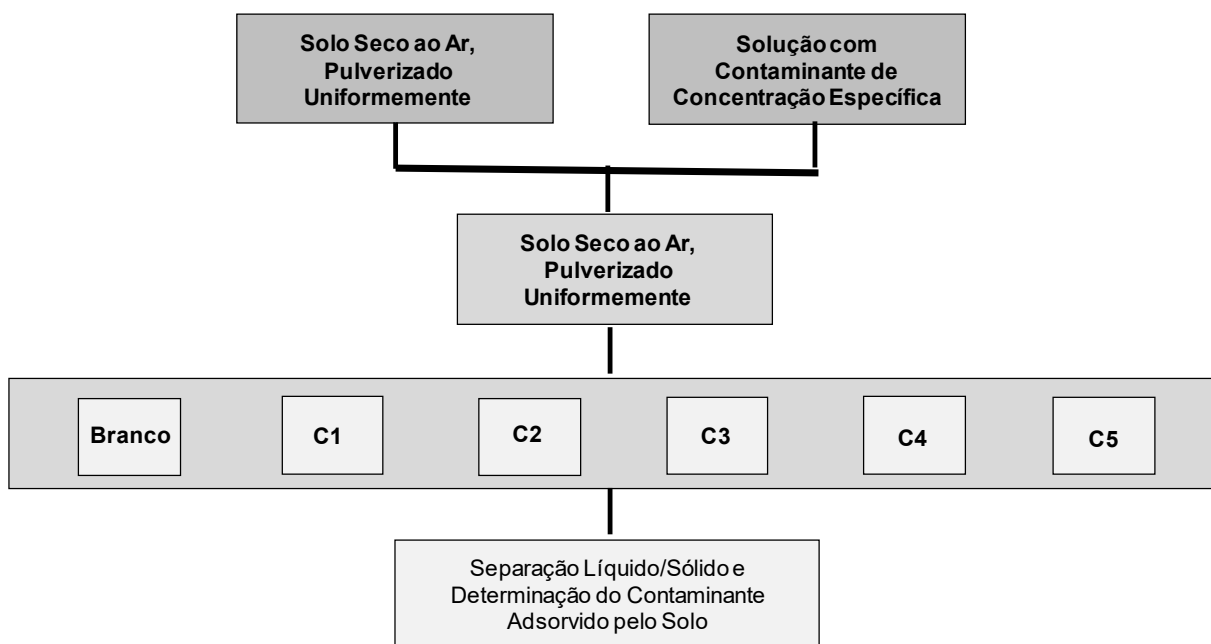 Solo Seco ao Ar,
Pulverizado
Uniformemente
Solução com
Contaminante de
Concentração Específica
Solo Seco ao Ar,
Pulverizado
Uniformemente
Branco
C1
C2
C3
C4
C5
Separação Líquido/Sólido e
Determinação do Contaminante
Adsorvido pelo Solo